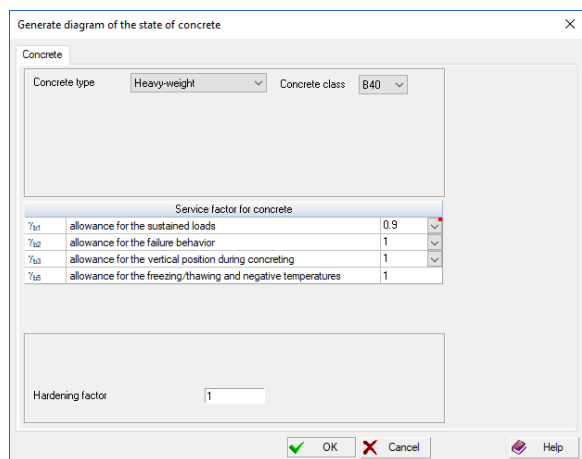 Generate diagram of the state of concrete
Concrete
Concrete type Heavy-weight Concrete class B40
Service factor for concrete
γb1 allowance for the sustained loads 0.9
γb2 allowance for the failure behavior 1
γb3 allowance for the vertical position during concreting 1
γb5 allowance for the freezing/thawing and negative temperatures 1
Hardening factor 1
OK Cancel Help